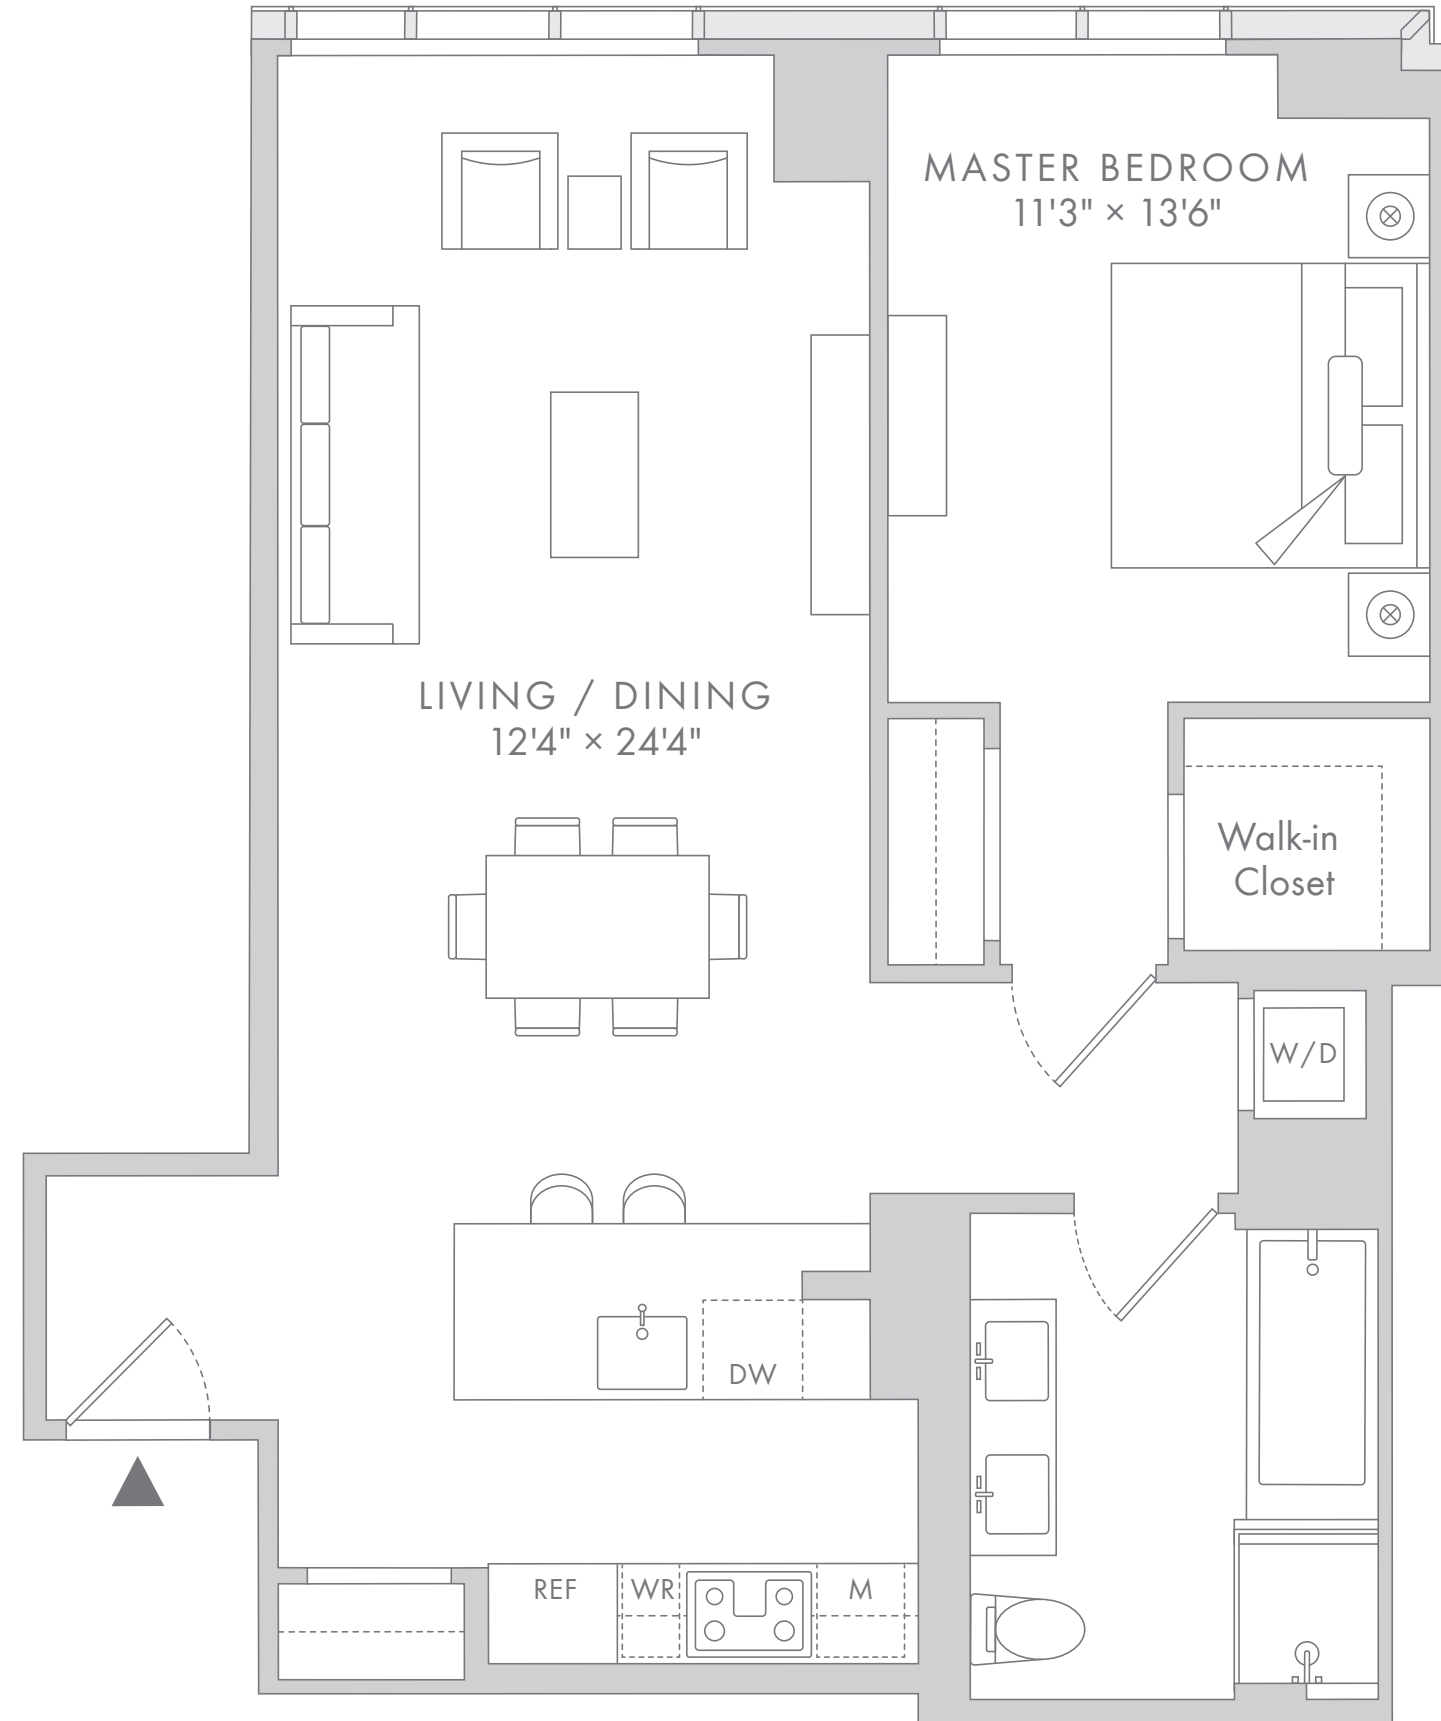 MASTER BEDROOM
11'3" × 13'6"
LIVING / DINING
12'4" × 24'4"
Walk-in
Closet
W/D
DW
REF
WR
M